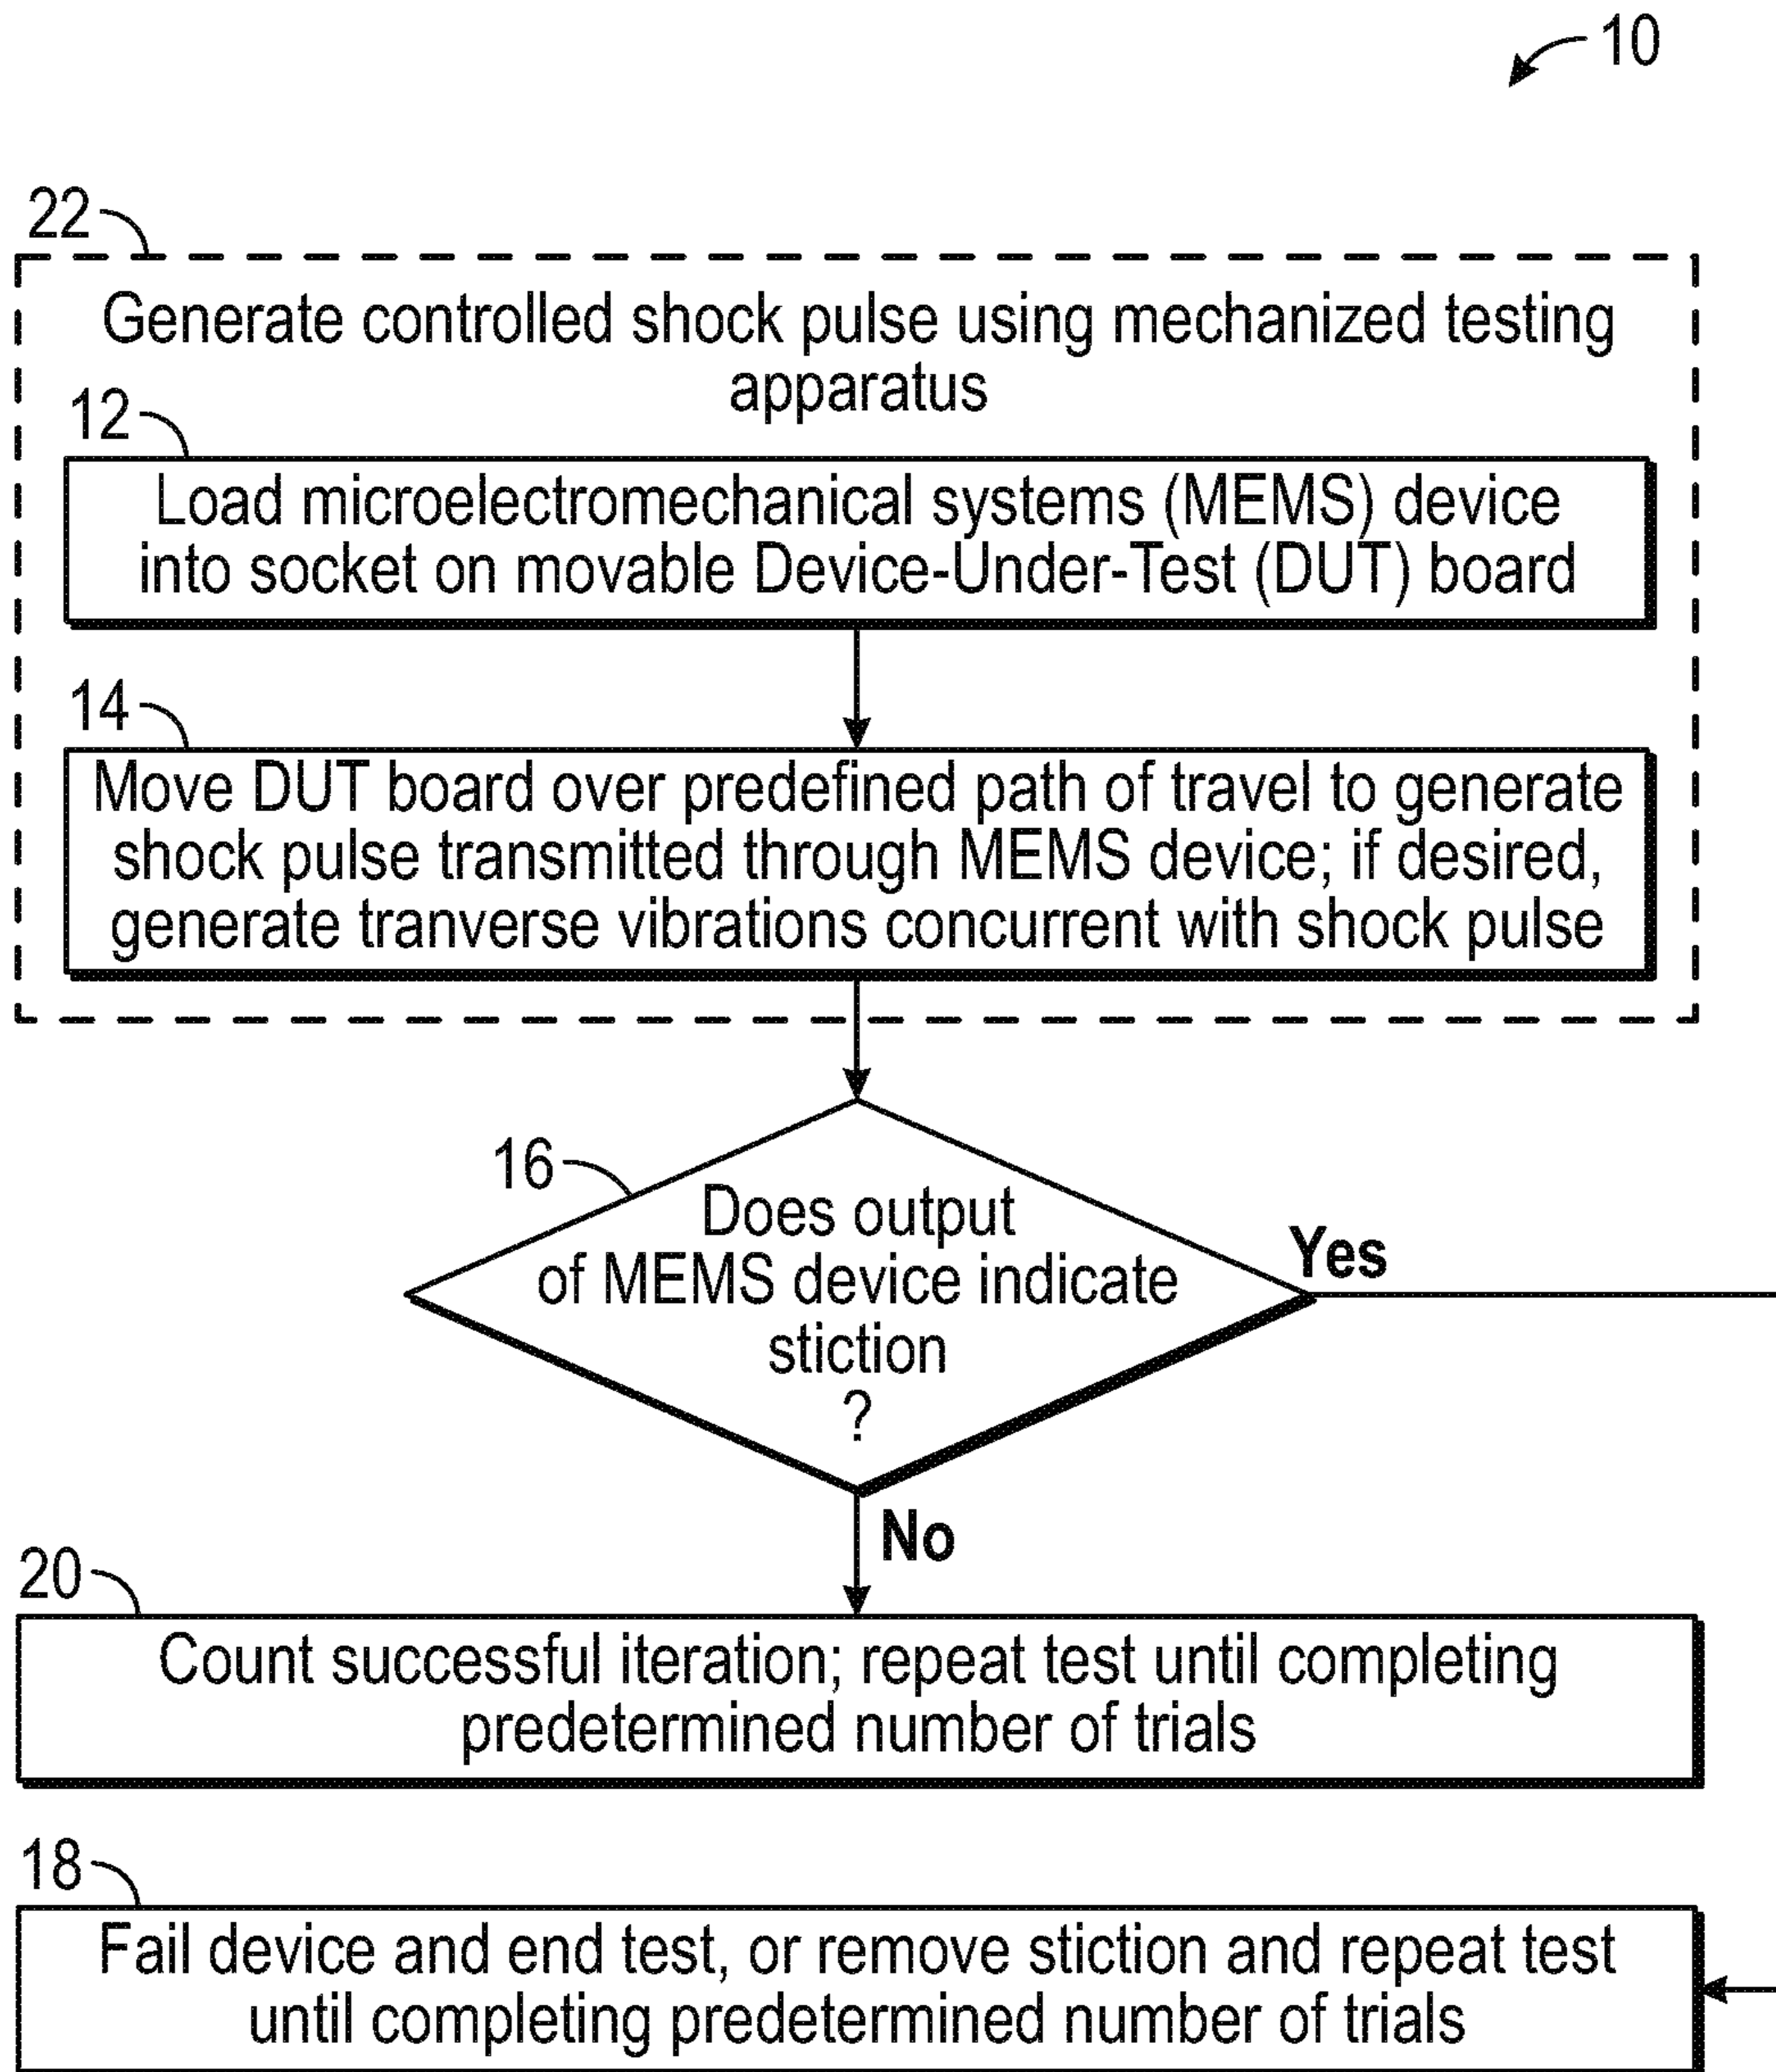 10
22
Generate controlled shock pulse using mechanized testing
apparatus
12
Load microelectromechanical systems (MEMS) device
into socket on movable Device-Under-Test (DUT) board
14
Move DUT board over predefined path of travel to generate
shock pulse transmitted through MEMS device; if desired,
generate tranverse vibrations concurrent with shock pulse
16
Does output
of MEMS device indicate
stiction
?
Yes
No
20
Count successful iteration; repeat test until completing
predetermined number of trials
18
Fail device and end test, or remove stiction and repeat test
until completing predetermined number of trials